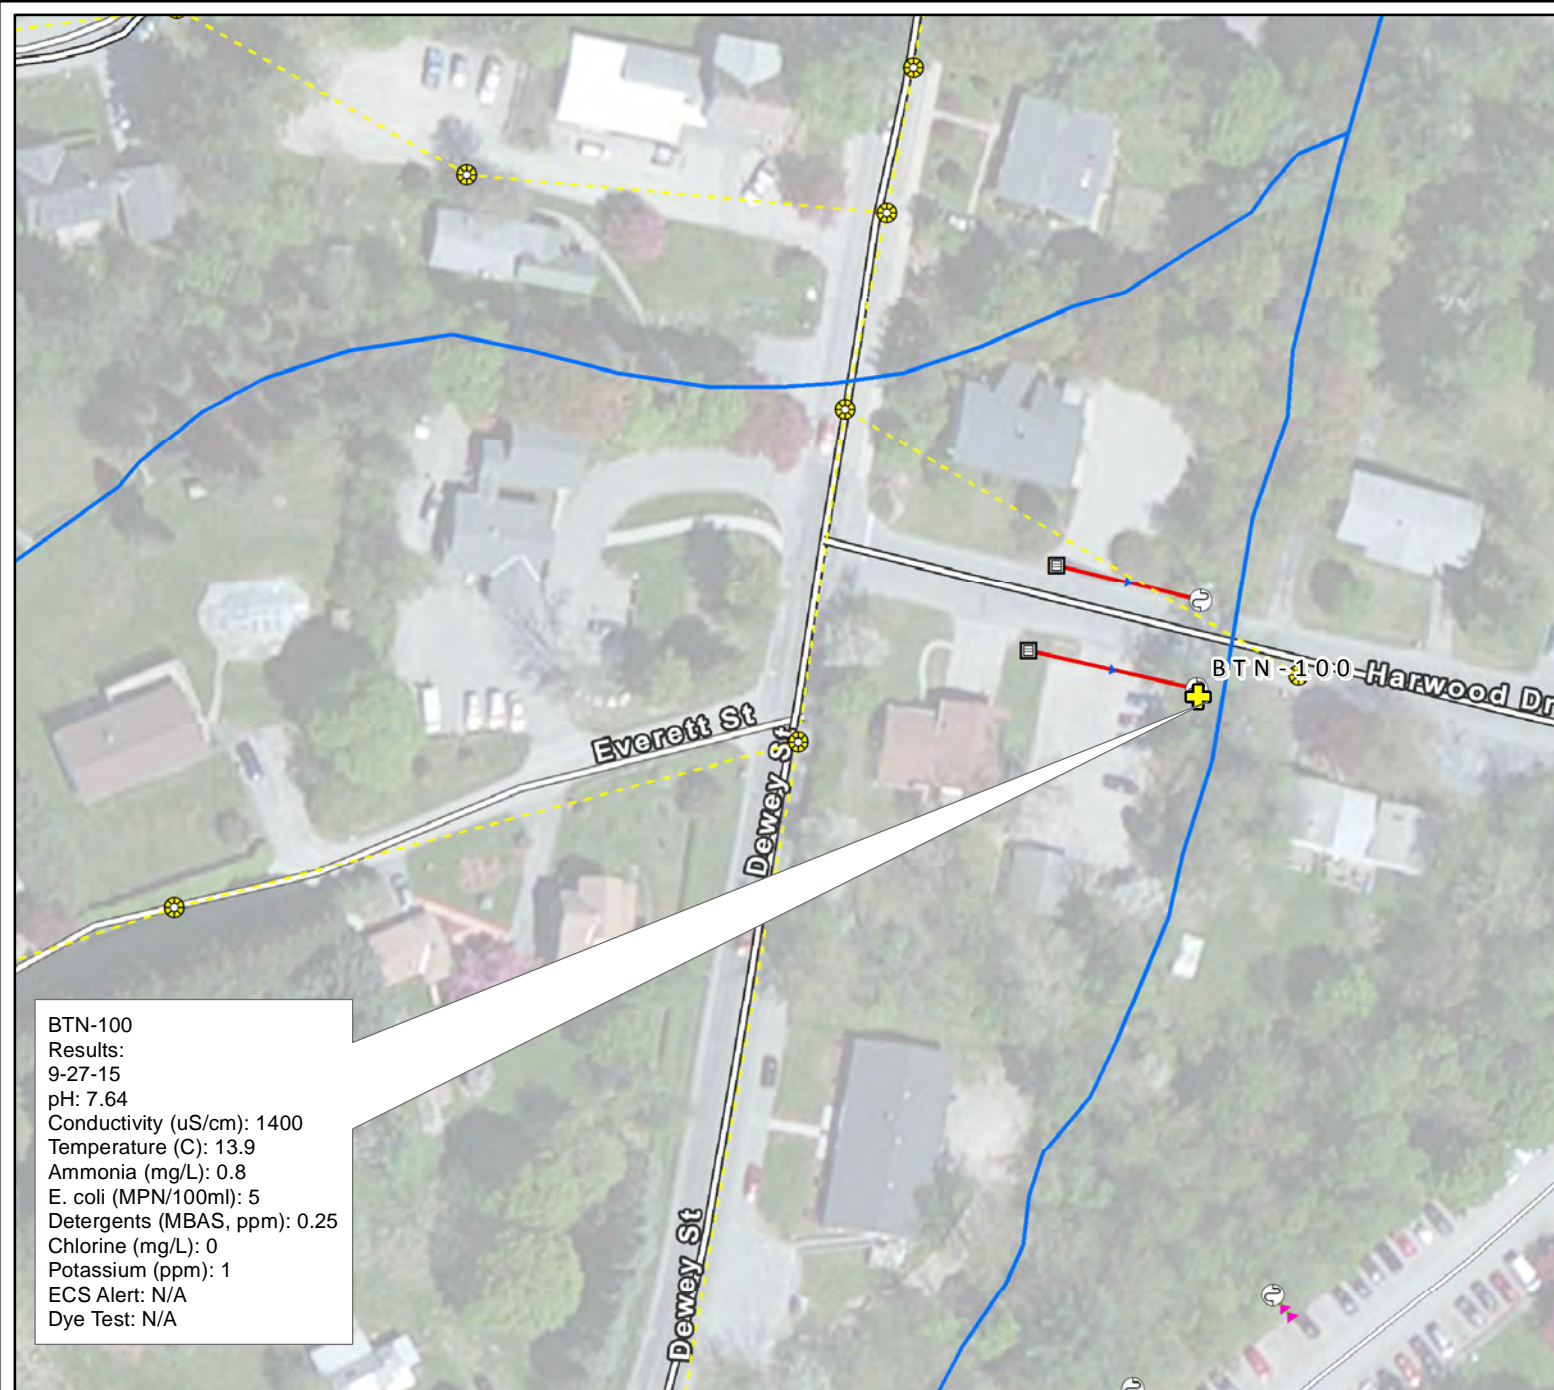 BTN-100
Harwood Dr
Everett St
Dewey St
BTN-100
Results:
9-27-15
pH: 7.64
Conductivity (uS/cm): 1400
Temperature (C): 13.9
Ammonia (mg/L): 0.8
E. coli (MPN/100ml): 5
Detergents (MBAS, ppm): 0.25
Chlorine (mg/L): 0
Potassium (ppm): 1
ECS Alert: N/A
Dye Test: N/A
Dewey St